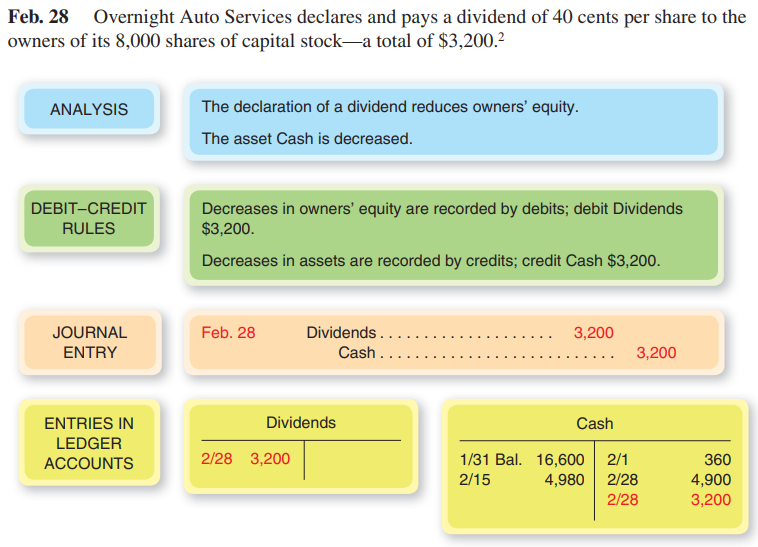 Feb. 28 Overnight Auto Services declares and pays a dividend of 40 cents per share to the
owners of its 8,000 shares of capital stock—a total of $3,200.²
ANALYSIS
The declaration of a dividend reduces owners’ equity.
The asset Cash is decreased.
DEBIT–CREDIT
RULES
Decreases in owners’ equity are recorded by debits; debit Dividends
$3,200.
Decreases in assets are recorded by credits; credit Cash $3,200.
JOURNAL
ENTRY
Feb. 28 Dividends . . . . . . . . . . . . . . . . . . . . 3,200
Cash . . . . . . . . . . . . . . . . . . . . . . . . . . . 3,200
ENTRIES IN
LEDGER
ACCOUNTS
Dividends
2/28 3,200
Cash
1/31 Bal. 16,600 2/1 360
2/15 4,980 2/28 4,900
2/28 3,200